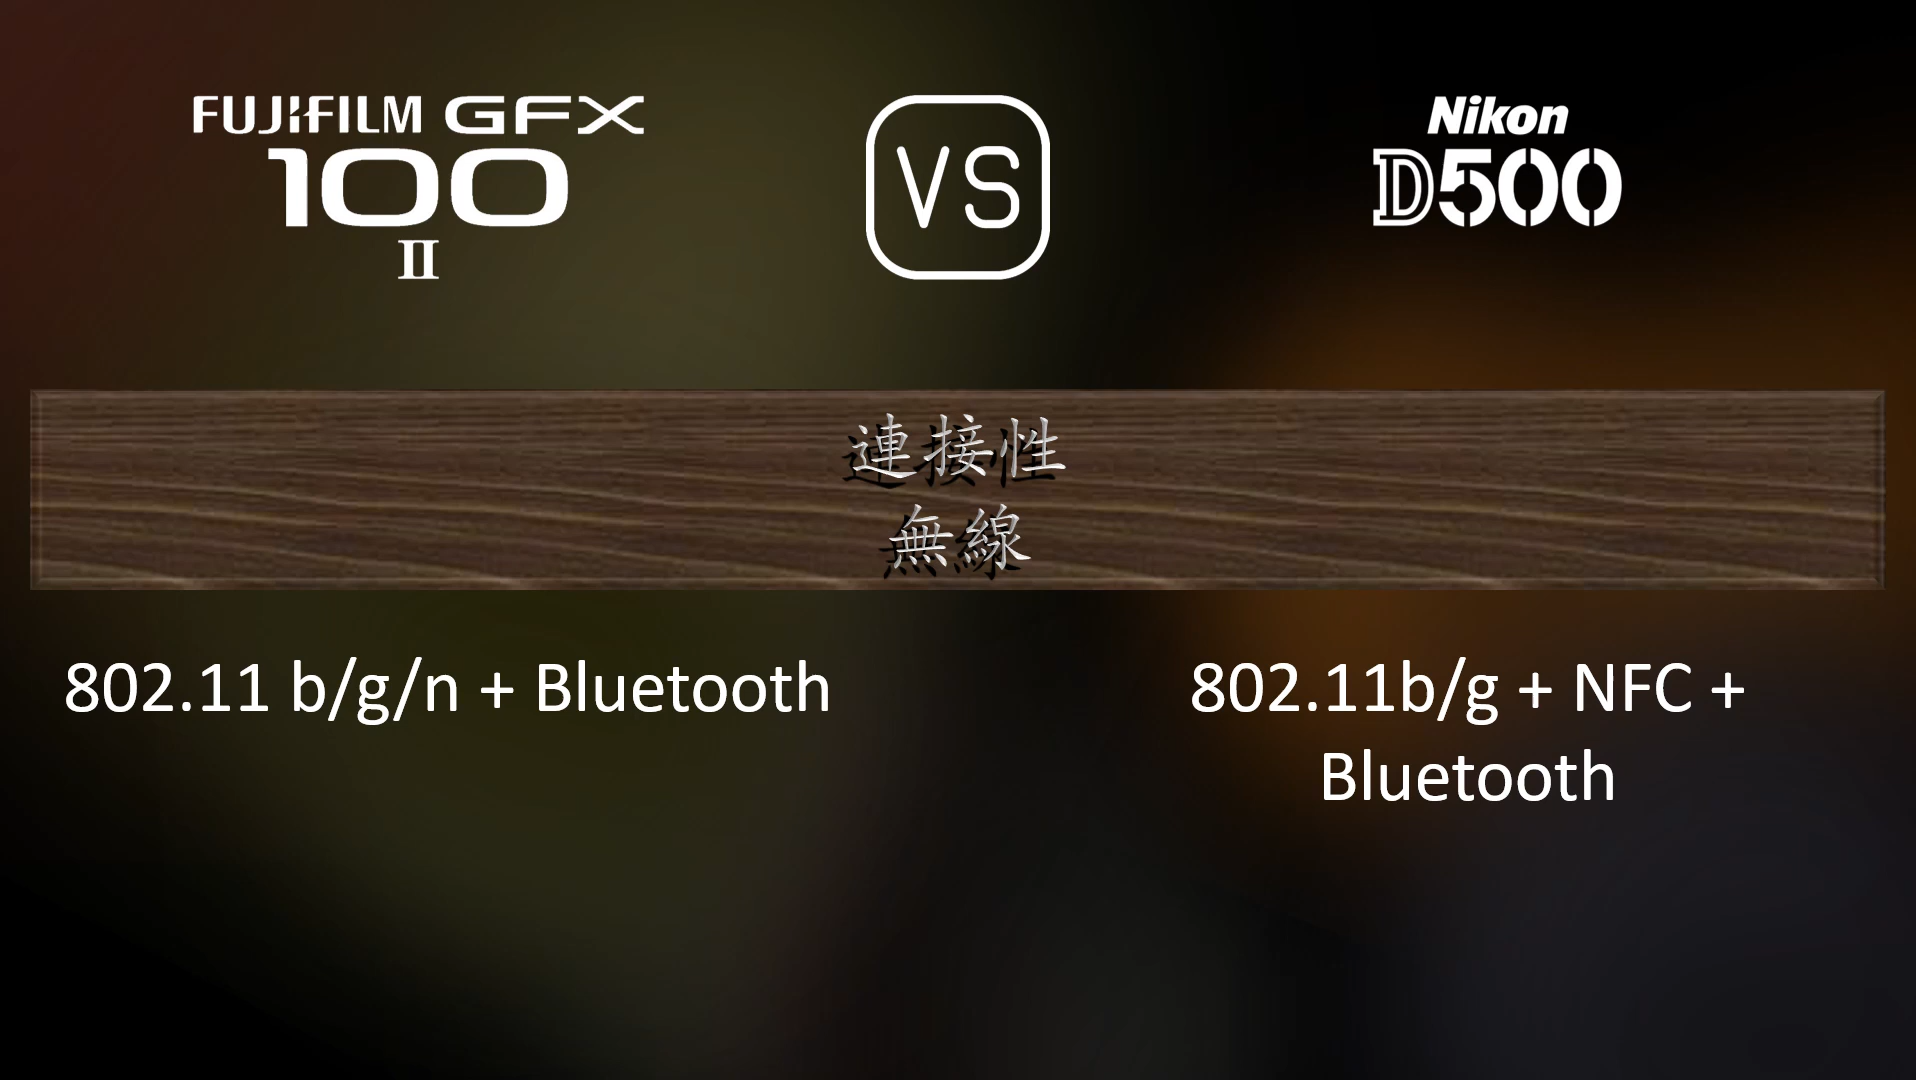 FUJIFILM GFX
100
II
VS
Nikon
D500
連接性
無線
802.11 b/g/n + Bluetooth
802.11b/g + NFC +
Bluetooth